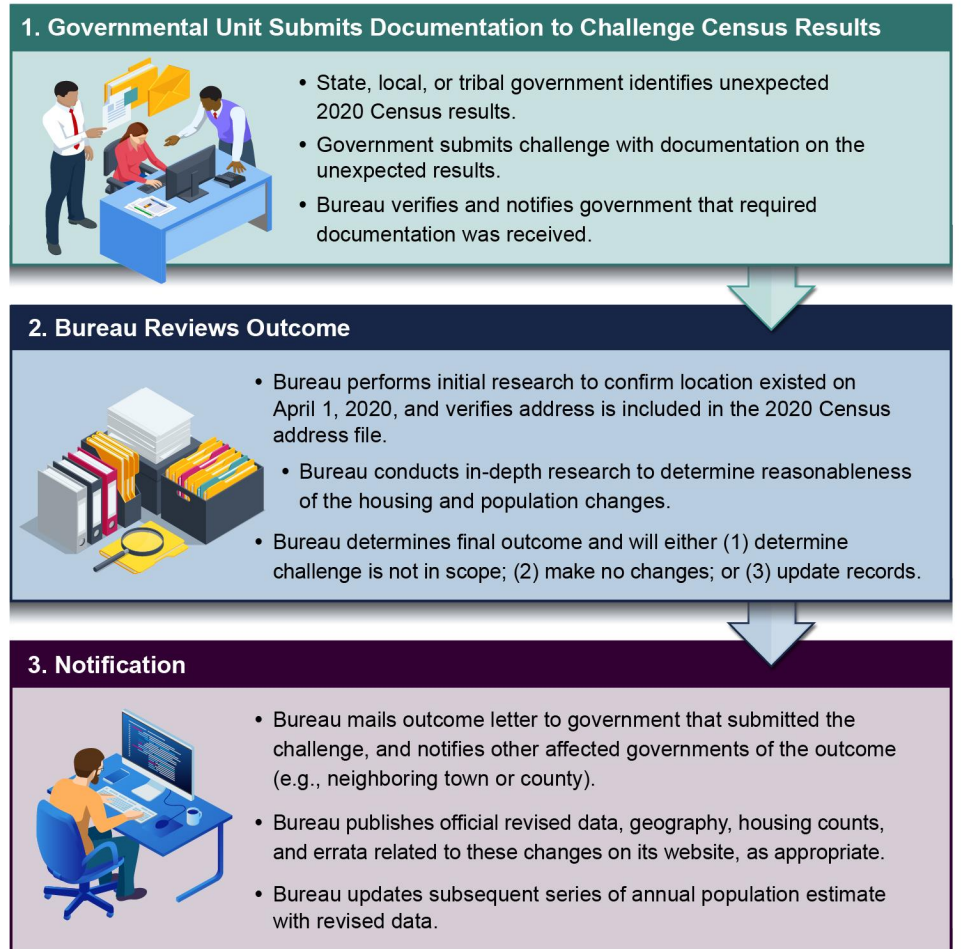 1. Governmental Unit Submits Documentation to Challenge Census Results
• State, local, or tribal government identifies unexpected
2020 Census results.
• Government submits challenge with documentation on the
unexpected results.
• Bureau verifies and notifies government that required
documentation was received.
2. Bureau Reviews Outcome
• Bureau performs initial research to confirm location existed on
April 1, 2020, and verifies address is included in the 2020 Census
address file.
• Bureau conducts in-depth research to determine reasonableness
of the housing and population changes.
• Bureau determines final outcome and will either (1) determine
challenge is not in scope; (2) make no changes; or (3) update records.
3. Notification
• Bureau mails outcome letter to government that submitted the
challenge, and notifies other affected governments of the outcome
(e.g., neighboring town or county).
• Bureau publishes official revised data, geography, housing counts,
and errata related to these changes on its website, as appropriate.
• Bureau updates subsequent series of annual population estimate
with revised data.